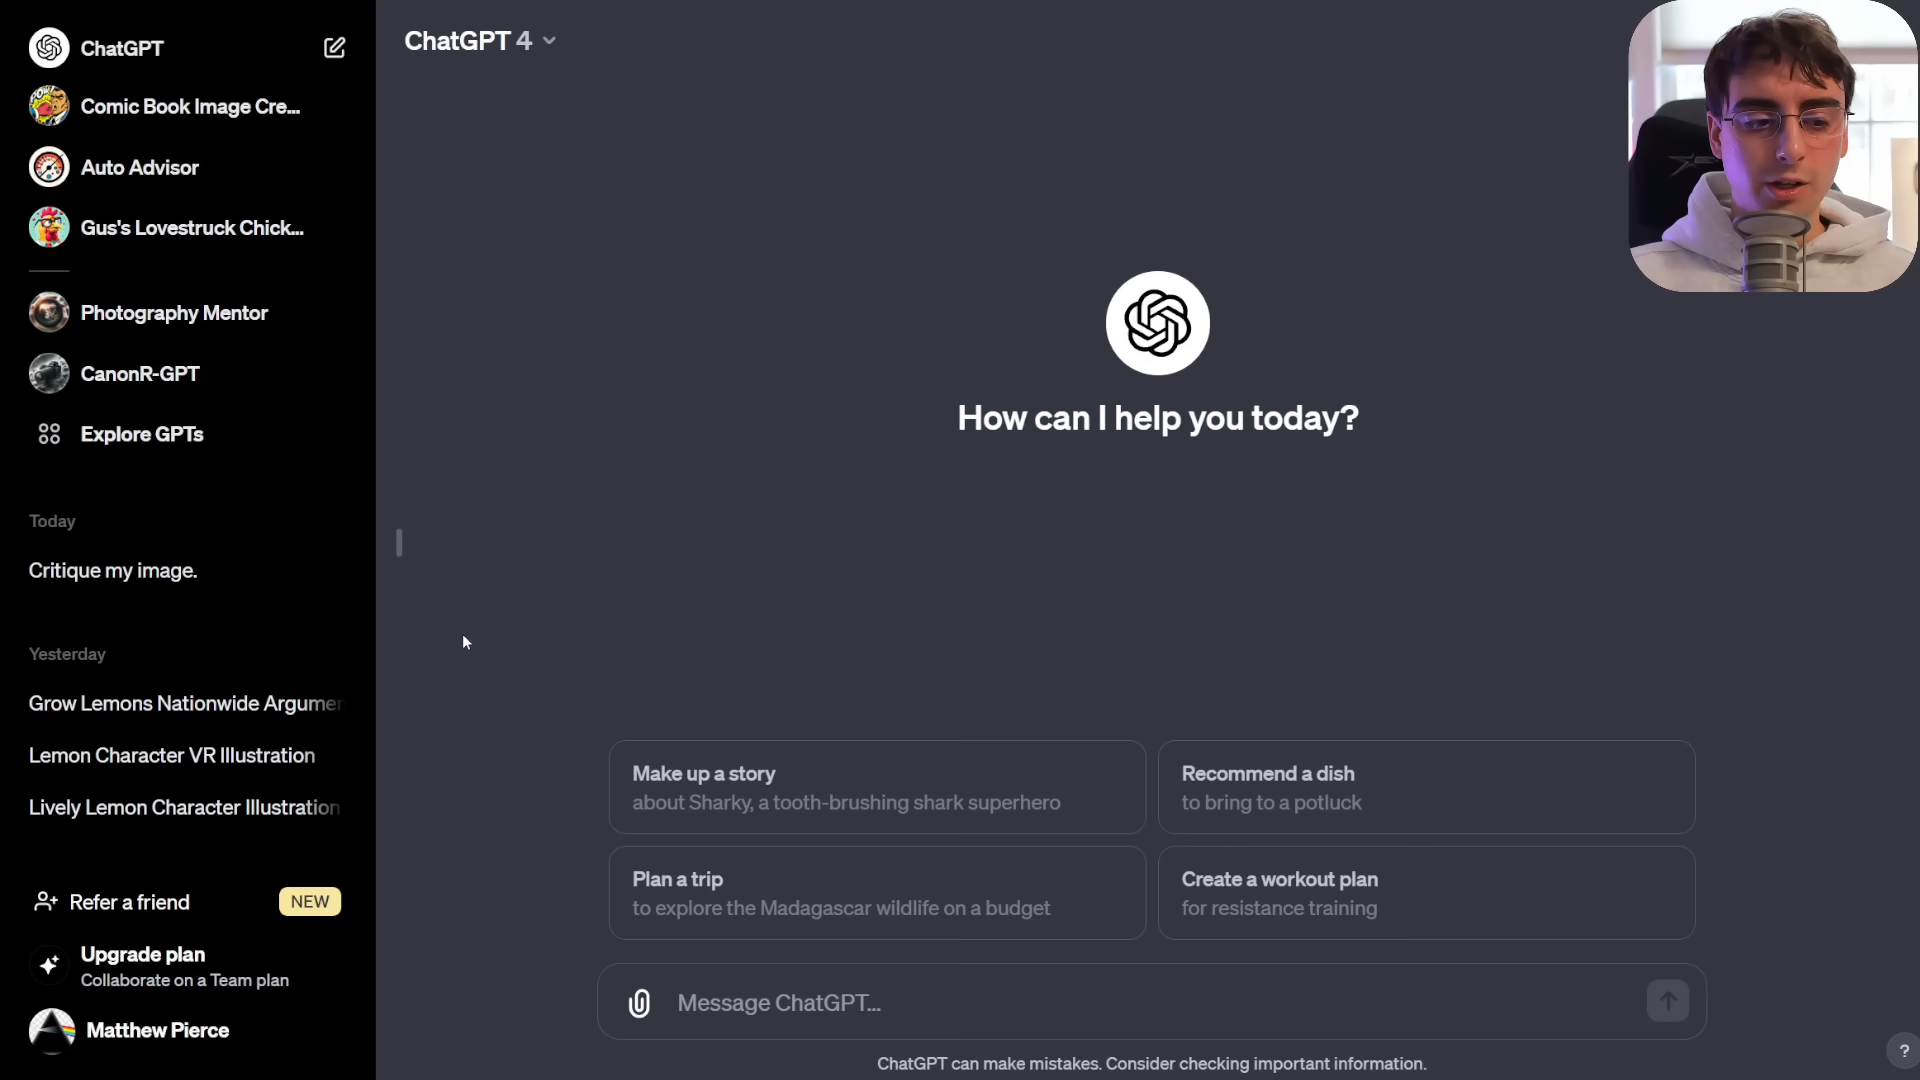 ChatGPT
Comic Book Image Cre...
Auto Advisor
Gus's Lovestruck Chick...
Photography Mentor
CanonR-GPT
Explore GPTs
Today
Critique my image.
Yesterday
Grow Lemons Nationwide Argumen
Lemon Character VR Illustration
Lively Lemon Character Illustration
Refer a friend
NEW
Upgrade plan
Collaborate on a Team plan
Matthew Pierce
ChatGPT 4
How can I help you today?
Make up a story
about Sharky, a tooth-brushing shark superhero
Recommend a dish
to bring to a potluck
Plan a trip
to explore the Madagascar wildlife on a budget
Create a workout plan
for resistance training
Message ChatGPT...
ChatGPT can make mistakes. Consider checking important information.
?
POW!